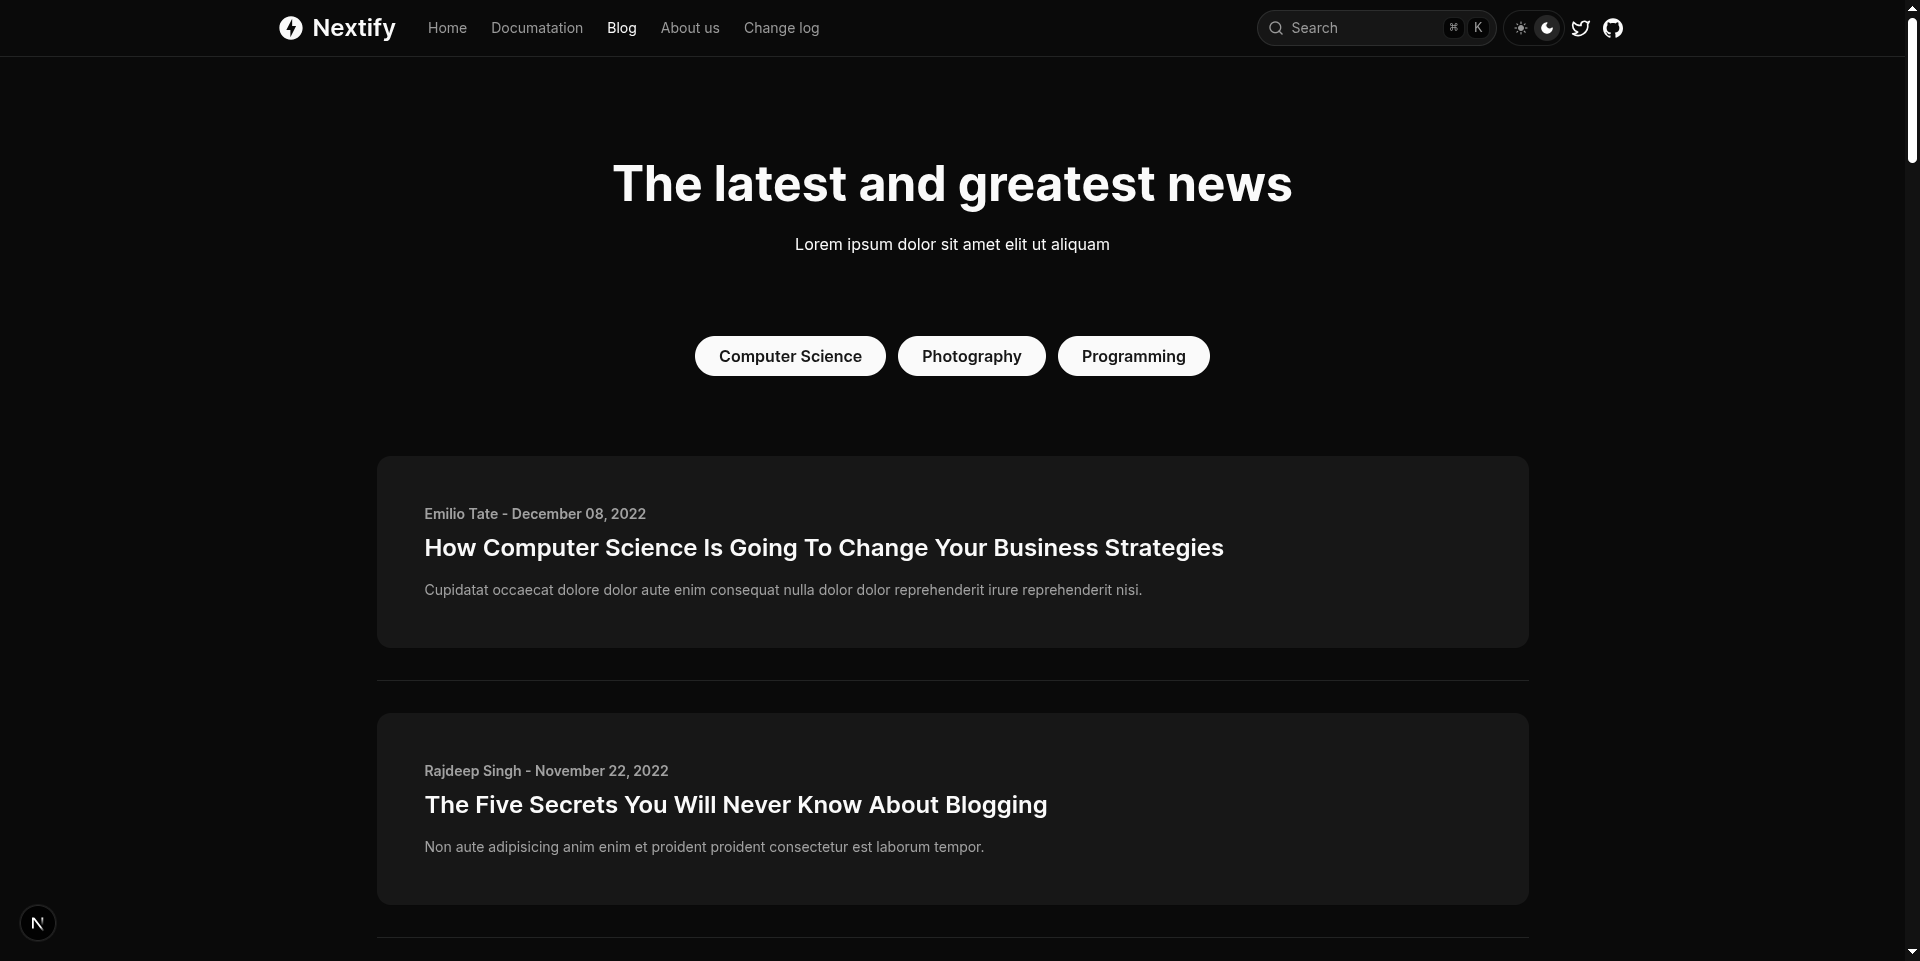 Nextify
Home
Documatation
Blog
About us
Change log
Search
⌘ K
The latest and greatest news
Lorem ipsum dolor sit amet elit ut aliquam
Computer Science
Photography
Programming
Emilio Tate - December 08, 2022
How Computer Science Is Going To Change Your Business Strategies
Cupidatat occaecat dolore dolor aute enim consequat nulla dolor dolor reprehenderit irure reprehenderit nisi.
Rajdeep Singh - November 22, 2022
The Five Secrets You Will Never Know About Blogging
Non aute adipisicing anim enim et proident proident consectetur est laborum tempor.
N